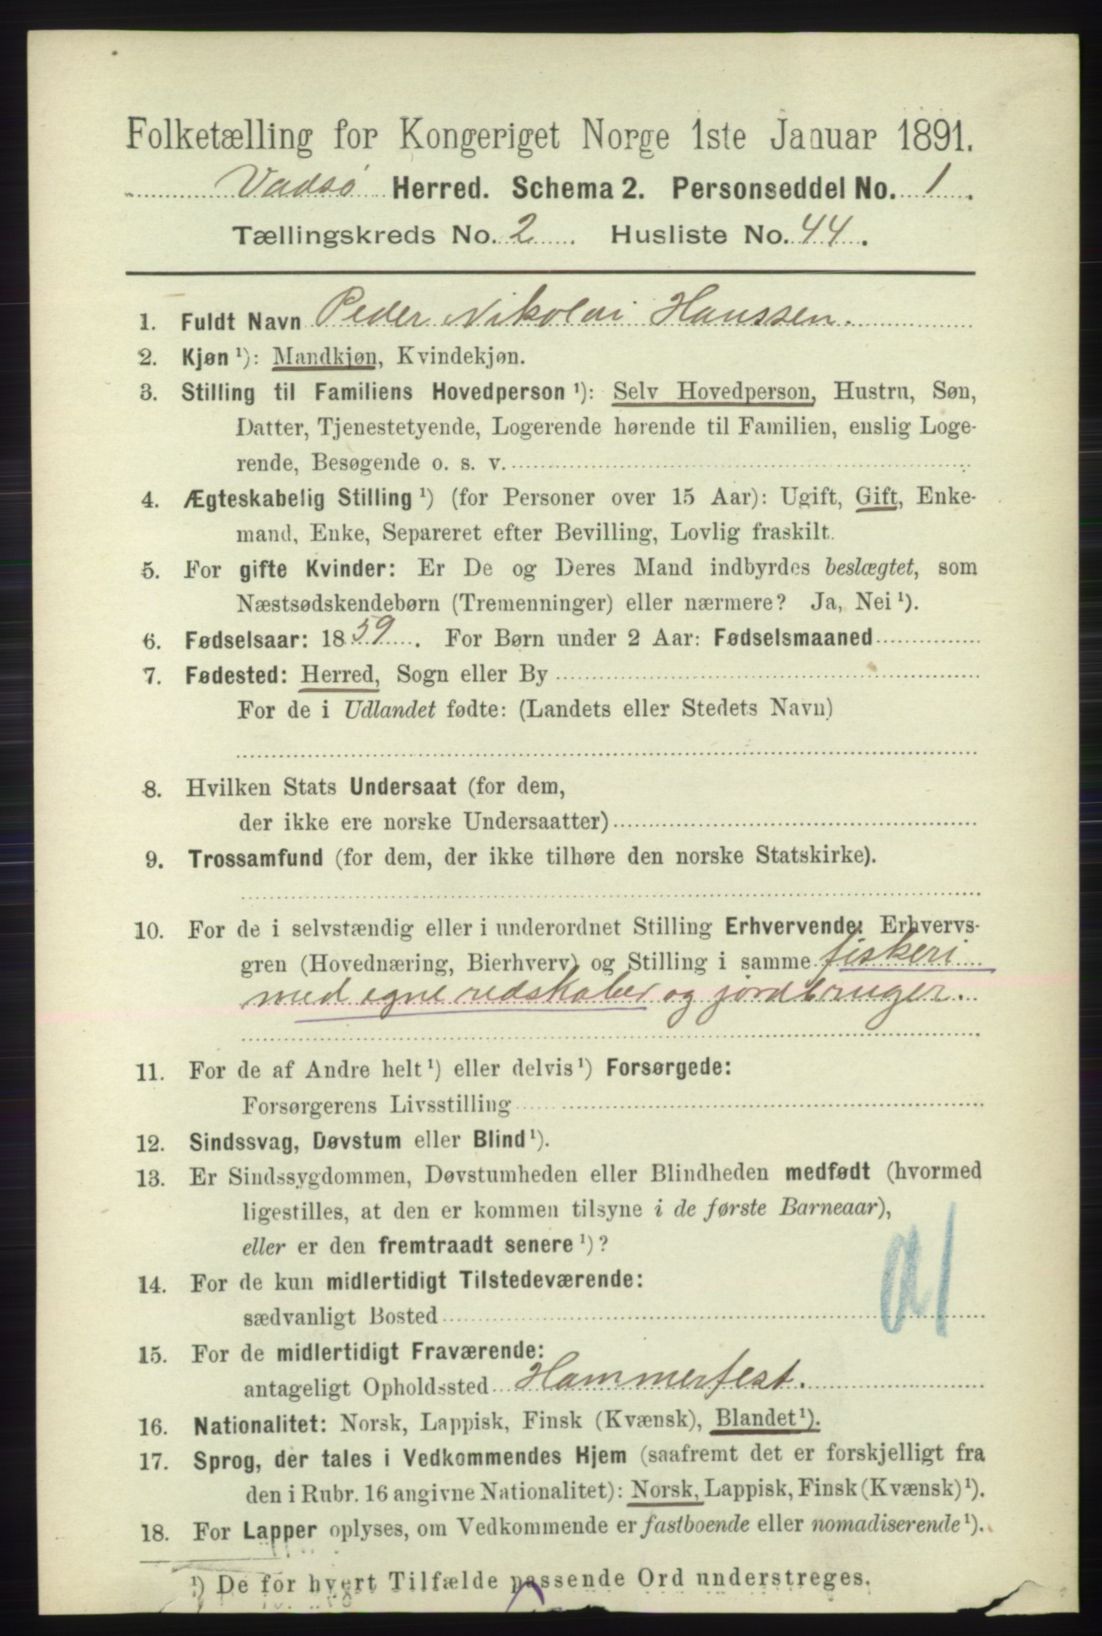 Folketælling for Kongeriget Norge 1ste Januar 1891.
Vadsø Herred. Schema 2. Personseddel No. 1.
Tællingskreds No. 2. Husliste No. 44.
1. Fuldt Navn Peder Nikolai Hanssen.
2. Kjøn ¹): Mandkjøn, Kvindekjøn.
3. Stilling til Familiens Hovedperson ¹): Selv Hovedperson, Hustru, Søn,
Datter, Tjenestetyende, Logerende hørende til Familien, enslig Loge-
rende, Besøgende o. s. v.
4. Ægteskabelig Stilling ¹) (for Personer over 15 Aar): Ugift, Gift, Enke-
mand, Enke, Separeret efter Bevilling, Lovlig fraskilt.
5. For gifte Kvinder: Er De og Deres Mand indbyrdes beslægtet, som
Næstsødskendebørn (Tremenninger) eller nærmere? Ja, Nei ¹).
6. Fødselsaar: 1859. For Børn under 2 Aar: Fødselsmaaned
7. Fødested: Herred, Sogn eller By
For de i Udlandet fødte: (Landets eller Stedets Navn)
8. Hvilken Stats Undersaat (for dem,
der ikke ere norske Undersaatter)
9. Trossamfund (for dem, der ikke tilhøre den norske Statskirke).
10. For de i selvstændig eller i underordnet Stilling Erhvervende: Erhvervs-
gren (Hovednæring, Bierhverv) og Stilling i samme fiskeri
med egne redskaber og jordbruger.
11. For de af Andre helt ¹) eller delvis ¹) Forsørgede:
Forsørgerens Livsstilling
12. Sindssvag, Døvstum eller Blind ¹).
13. Er Sindssygdommen, Døvstumheden eller Blindheden medfødt (hvormed
ligestilles, at den er kommen tilsyne i de første Barneaar),
eller er den fremtraadt senere ¹)?
14. For de kun midlertidigt Tilstedeværende:
sædvanligt Bosted
15. For de midlertidigt Fraværende:
antageligt Opholdssted Hammerfest.
16. Nationalitet: Norsk, Lappisk, Finsk (Kvænsk), Blandet ¹).
17. Sprog, der tales i Vedkommendes Hjem (saafremt det er forskjelligt fra
den i Rubr. 16 angivne Nationalitet): Norsk, Lappisk, Finsk (Kvænsk) ¹).
18. For Lapper oplyses, om Vedkommende er fastboende eller nomadiserende ¹).
¹) De for hvert Tilfælde passende Ord understreges.